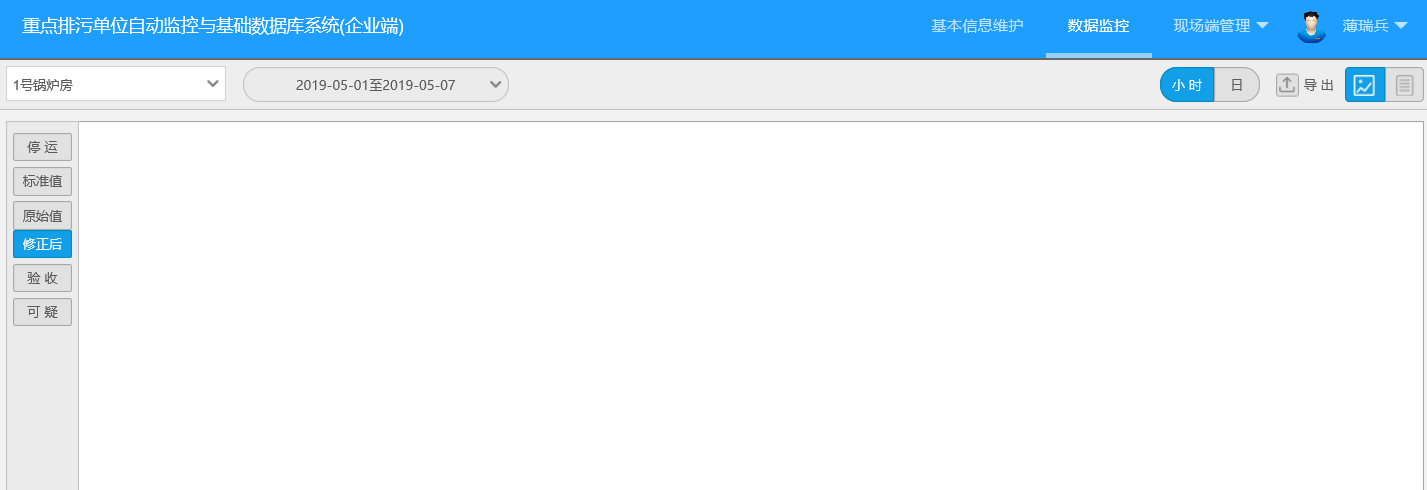 重点排污单位自动监控与基础数据库系统(企业端)
基本信息维护 数据监控 现场端管理 薄瑞兵
1号锅炉房 2019-05-01至2019-05-07 小时 日 导出
停运
标准值
原始值
修正后
验收
可疑